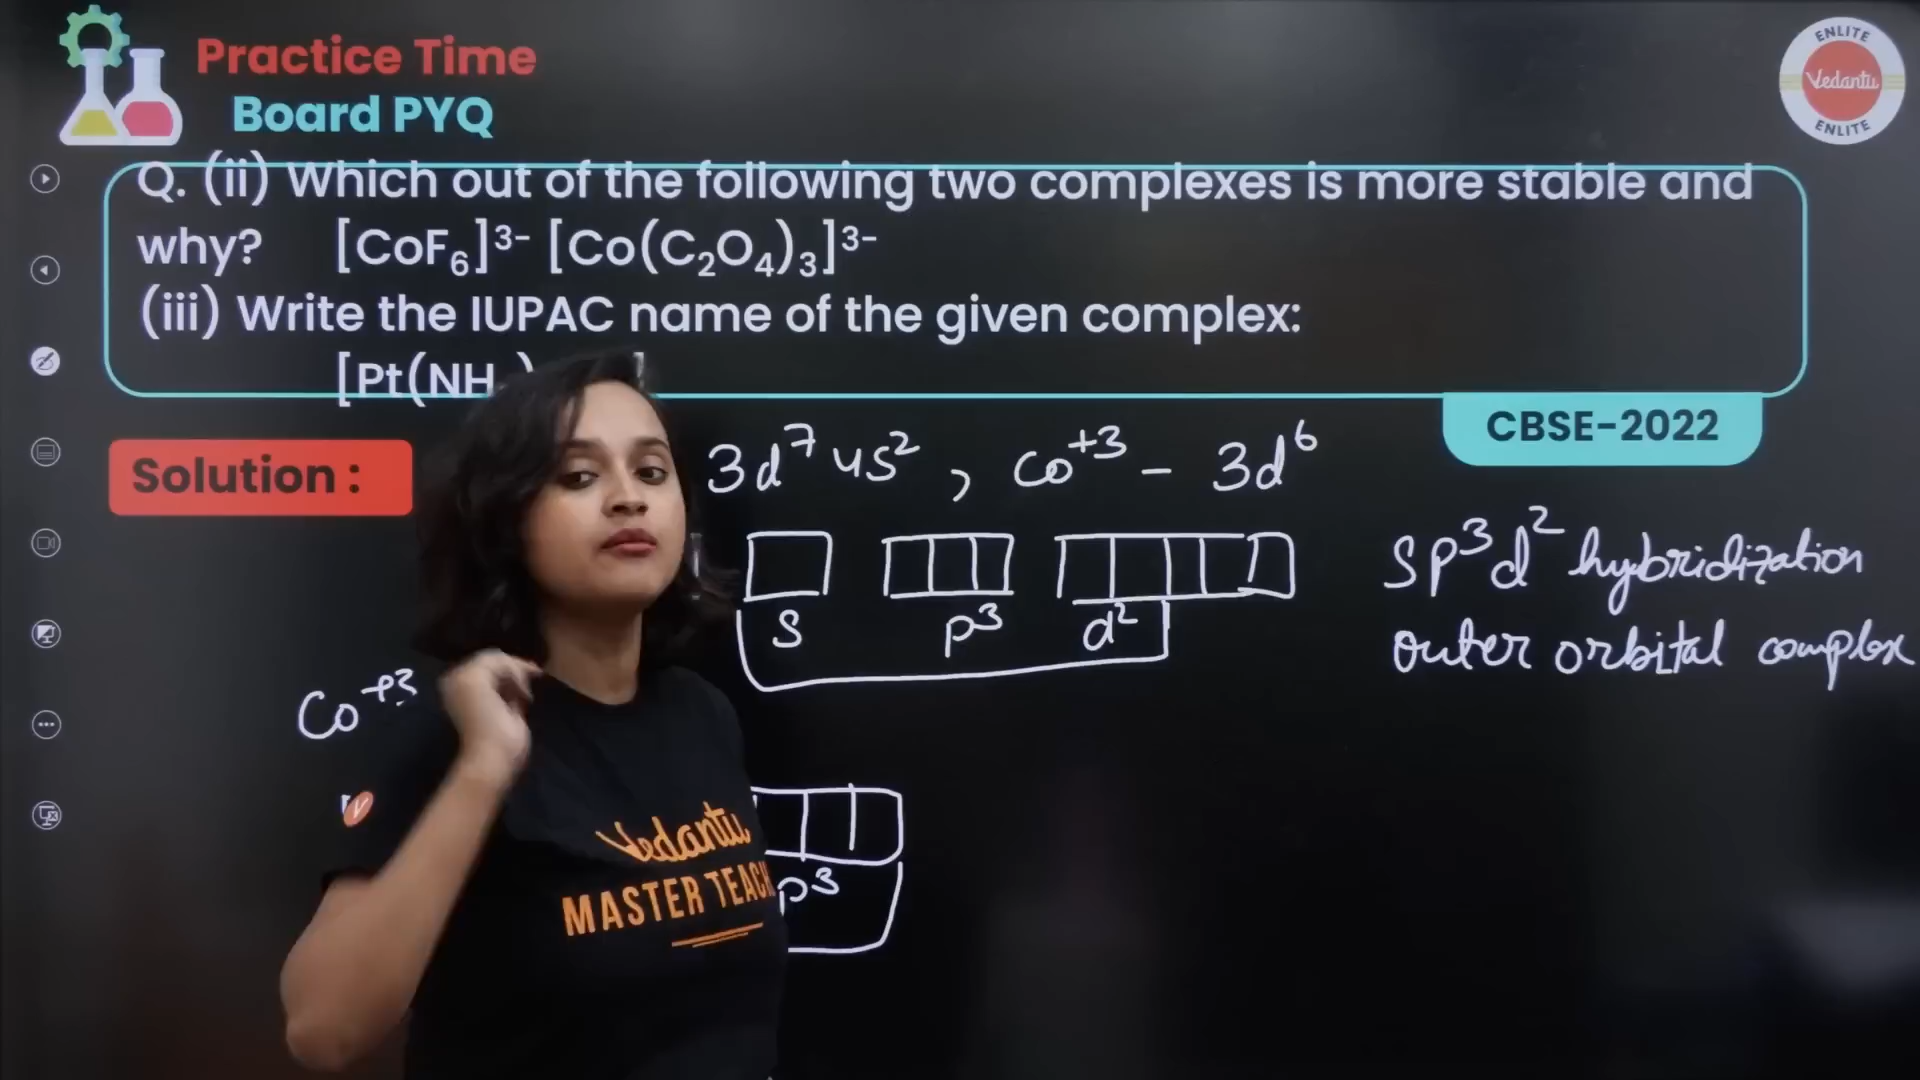 Practice Time
Board PYQ
ENLITE
Vedantu
ENLITE
Q. (ii) Which out of the following two complexes is more stable and
why? [CoF₆]³⁻ [Co(C₂O₄)₃]³⁻
(iii) Write the IUPAC name of the given complex:
[Pt(NH )
CBSE-2022
Solution :
3d⁷ 4s² , Co⁺³ - 3d⁶
S p³ d²
sp³d² hybridization
outer orbital complex
Co⁺³
p³
Vedantu
MASTER TEACH